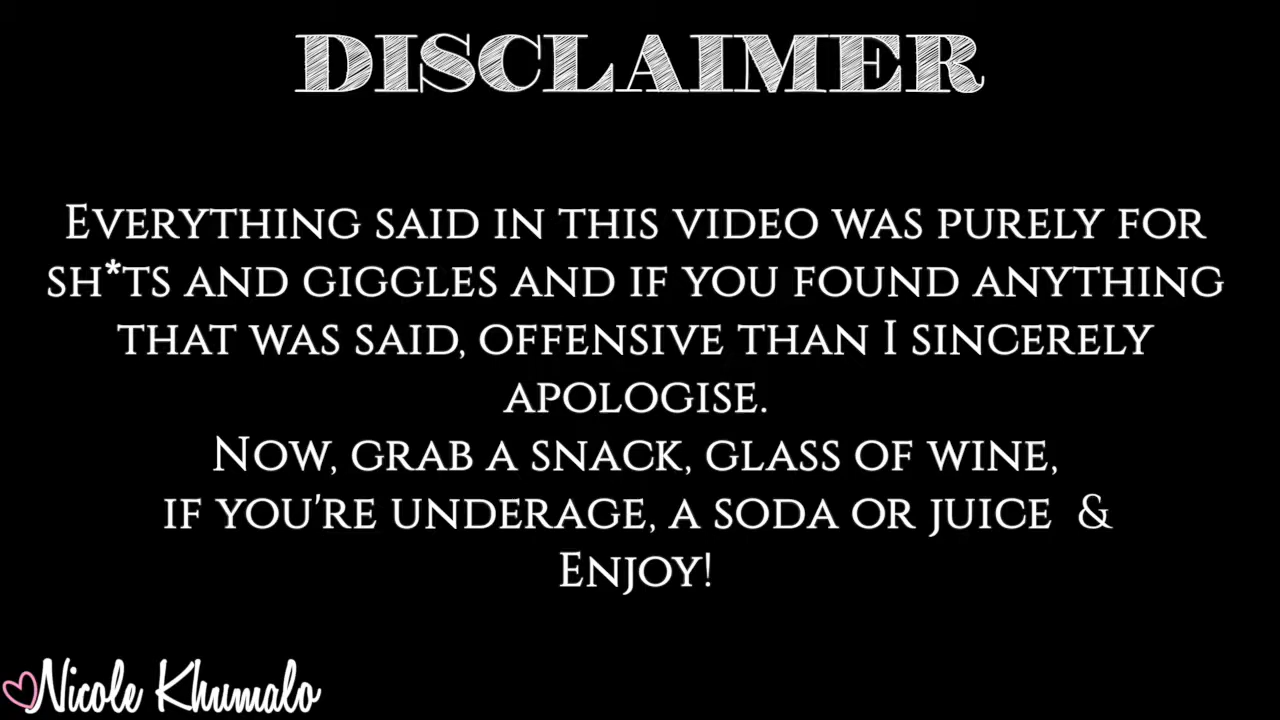 DISCLAIMER
Everything said in this video was purely for
sh*ts and giggles and if you found anything
that was said, offensive than I sincerely
apologise.
Now, grab a snack, glass of wine,
if you're underage, a soda or juice &
Enjoy!
Nicole Khumalo